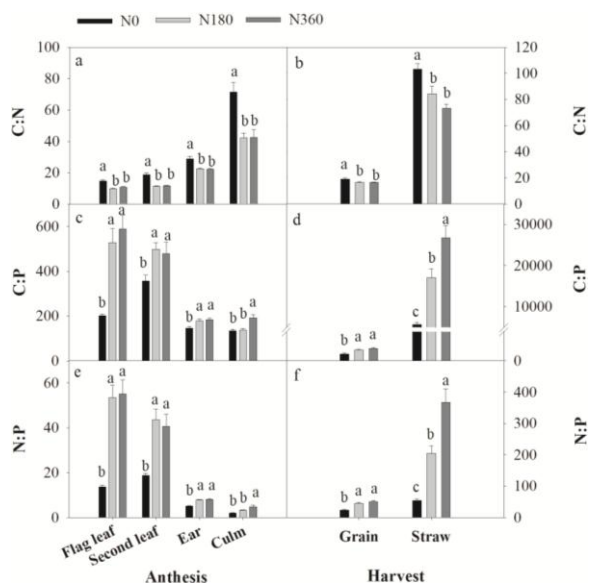 N0 N180 N360
a
100
80
60
40
20
0
C:N
a b b
a b b
a b b
a b b
b
120
100
80
60
40
20
0
C:N
a b b
a b b
c
600
400
200
0
C:P
b a a
b a a
b a a
b b a
d
30000
20000
10000
0
C:P
b a a
c b a
e
60
40
20
0
N:P
b a a
b a a
b a a
b b a
f
400
300
200
100
0
N:P
b a a
c b a
Flag leaf
Second leaf
Ear
Culm
Grain
Straw
Anthesis
Harvest